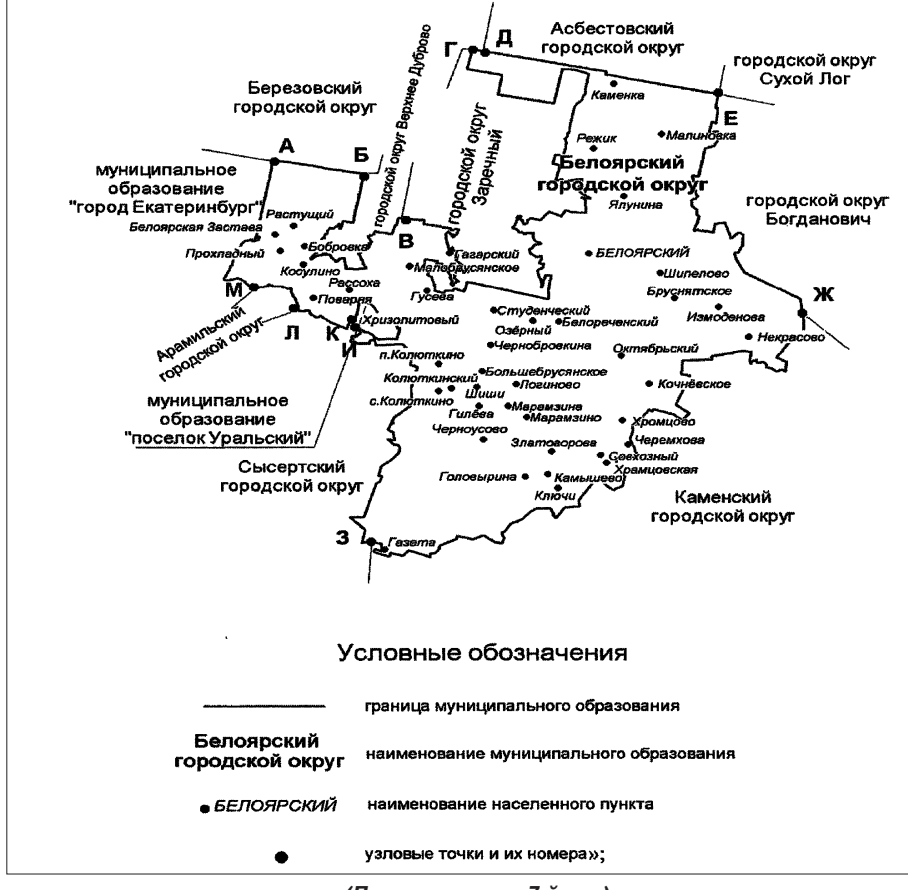 Асбестовский
городской округ
Г
Д
городской округ
Сухой Лог
Березовский
городской округ
городской округ Верхнее Дуброво
городской округ
Заречный
Каменка
Е
Малиновка
Режик
А
Б
муниципальное
образование
"город Екатеринбург"
Белоярский
городской округ
Ялунина
городской округ
Богданович
Растущий
Белоярская Застава
Прохладный
Бобровка
Косулино
В
Гагарский
Малобрусянское
БЕЛОЯРСКИЙ
Шипелово
Брусянское
М
Рассоха
Гусева
Поварня
Ж
Измоденова
Арамильский
городской округ
Л
К
И
Хризолитовый
Студенческий
Озёрный
Белореченский
Некрасово
Чернобровкина
Октябрьский
п.Колюткино
Колюткинский
Большебрусянское
Логиново
Кочнёвское
с.Колюткино
Шиши
Гилёва
Марамзина
Марамзино
Хромцово
муниципальное
образование
"поселок Уральский"
Черноусово
Златогорова
Черемхова
Совхозный
Храмцовская
Сысертский
городской округ
Головырина
Камышево
Ключи
Каменский
городской округ
З
Газета
Условные обозначения
граница муниципального образования
Белоярский
городской округ
наименование муниципального образования
БЕЛОЯРСКИЙ
наименование населенного пункта
узловые точки и их номера»;